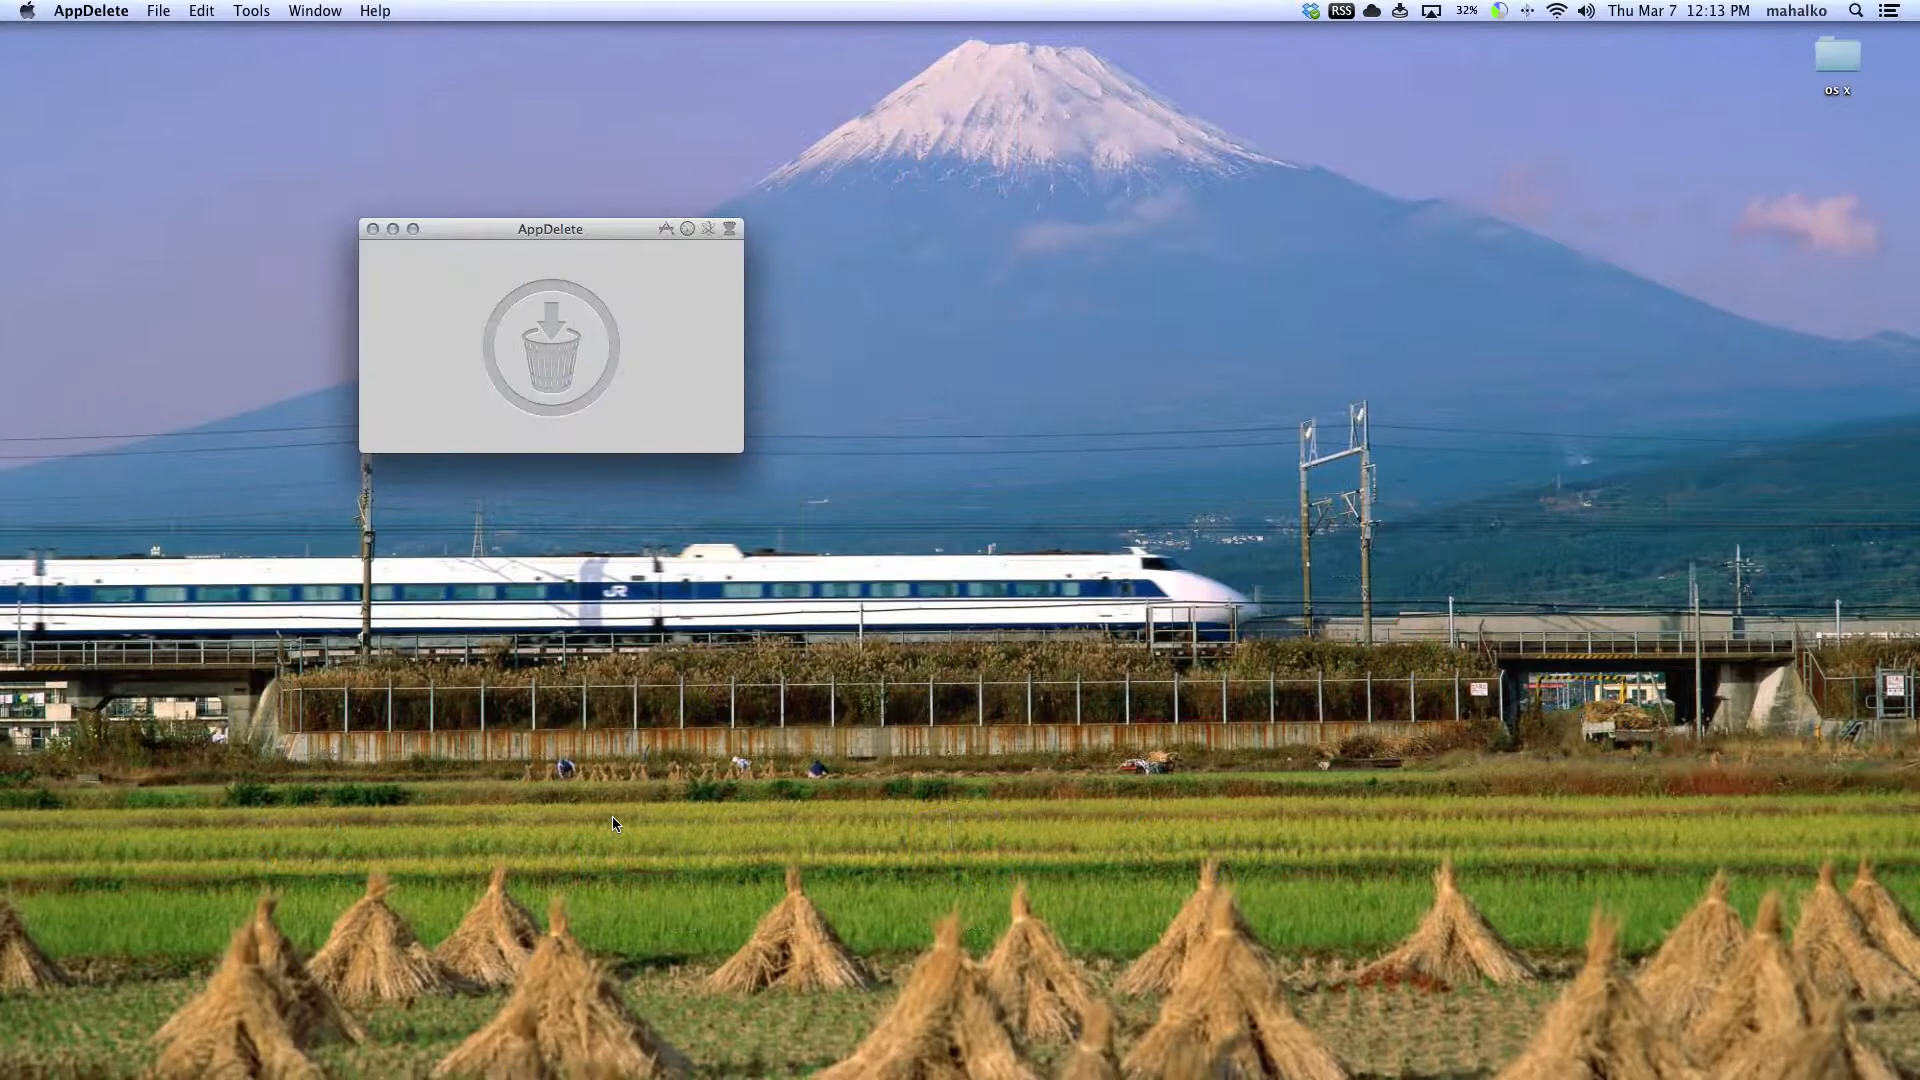 AppDelete File Edit Tools Window Help RSS 32% Thu Mar 7 12:13 PM mahalko
os x
AppDelete
JR